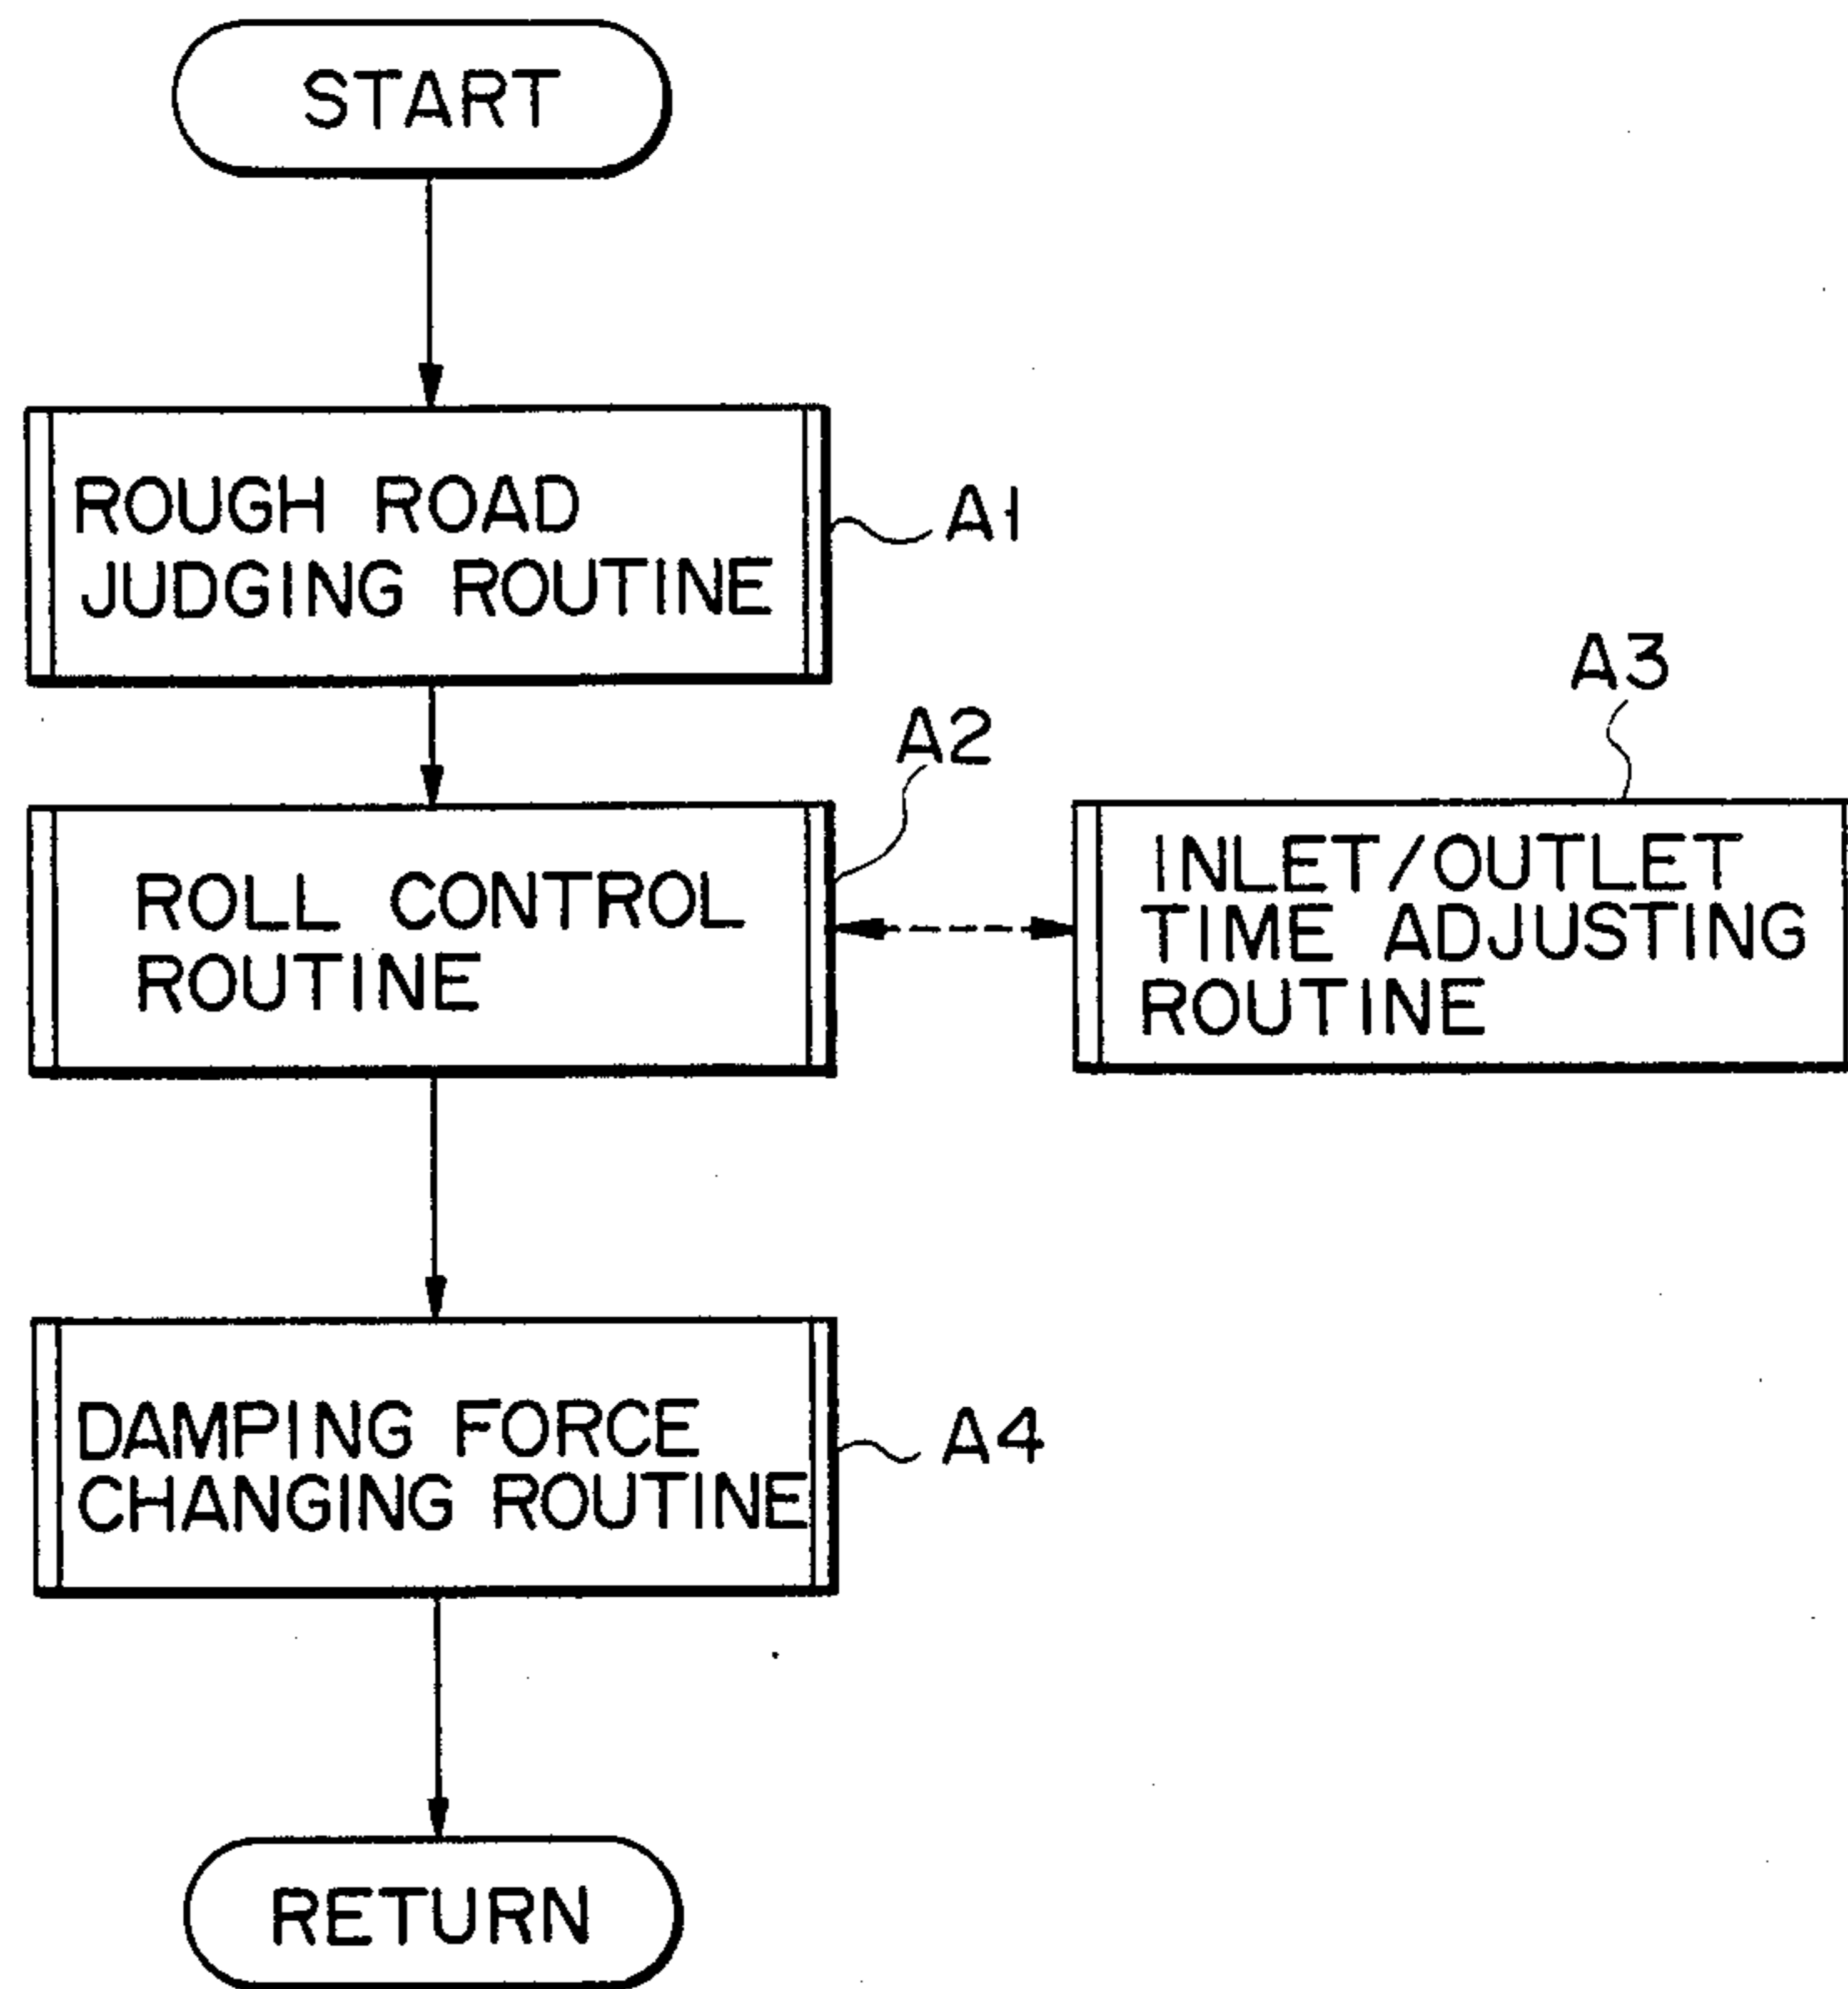 START
ROUGH ROAD
JUDGING ROUTINE
A1
A2
ROLL CONTROL
ROUTINE
A3
INLET/OUTLET
TIME ADJUSTING
ROUTINE
DAMPING FORCE
CHANGING ROUTINE
A4
RETURN